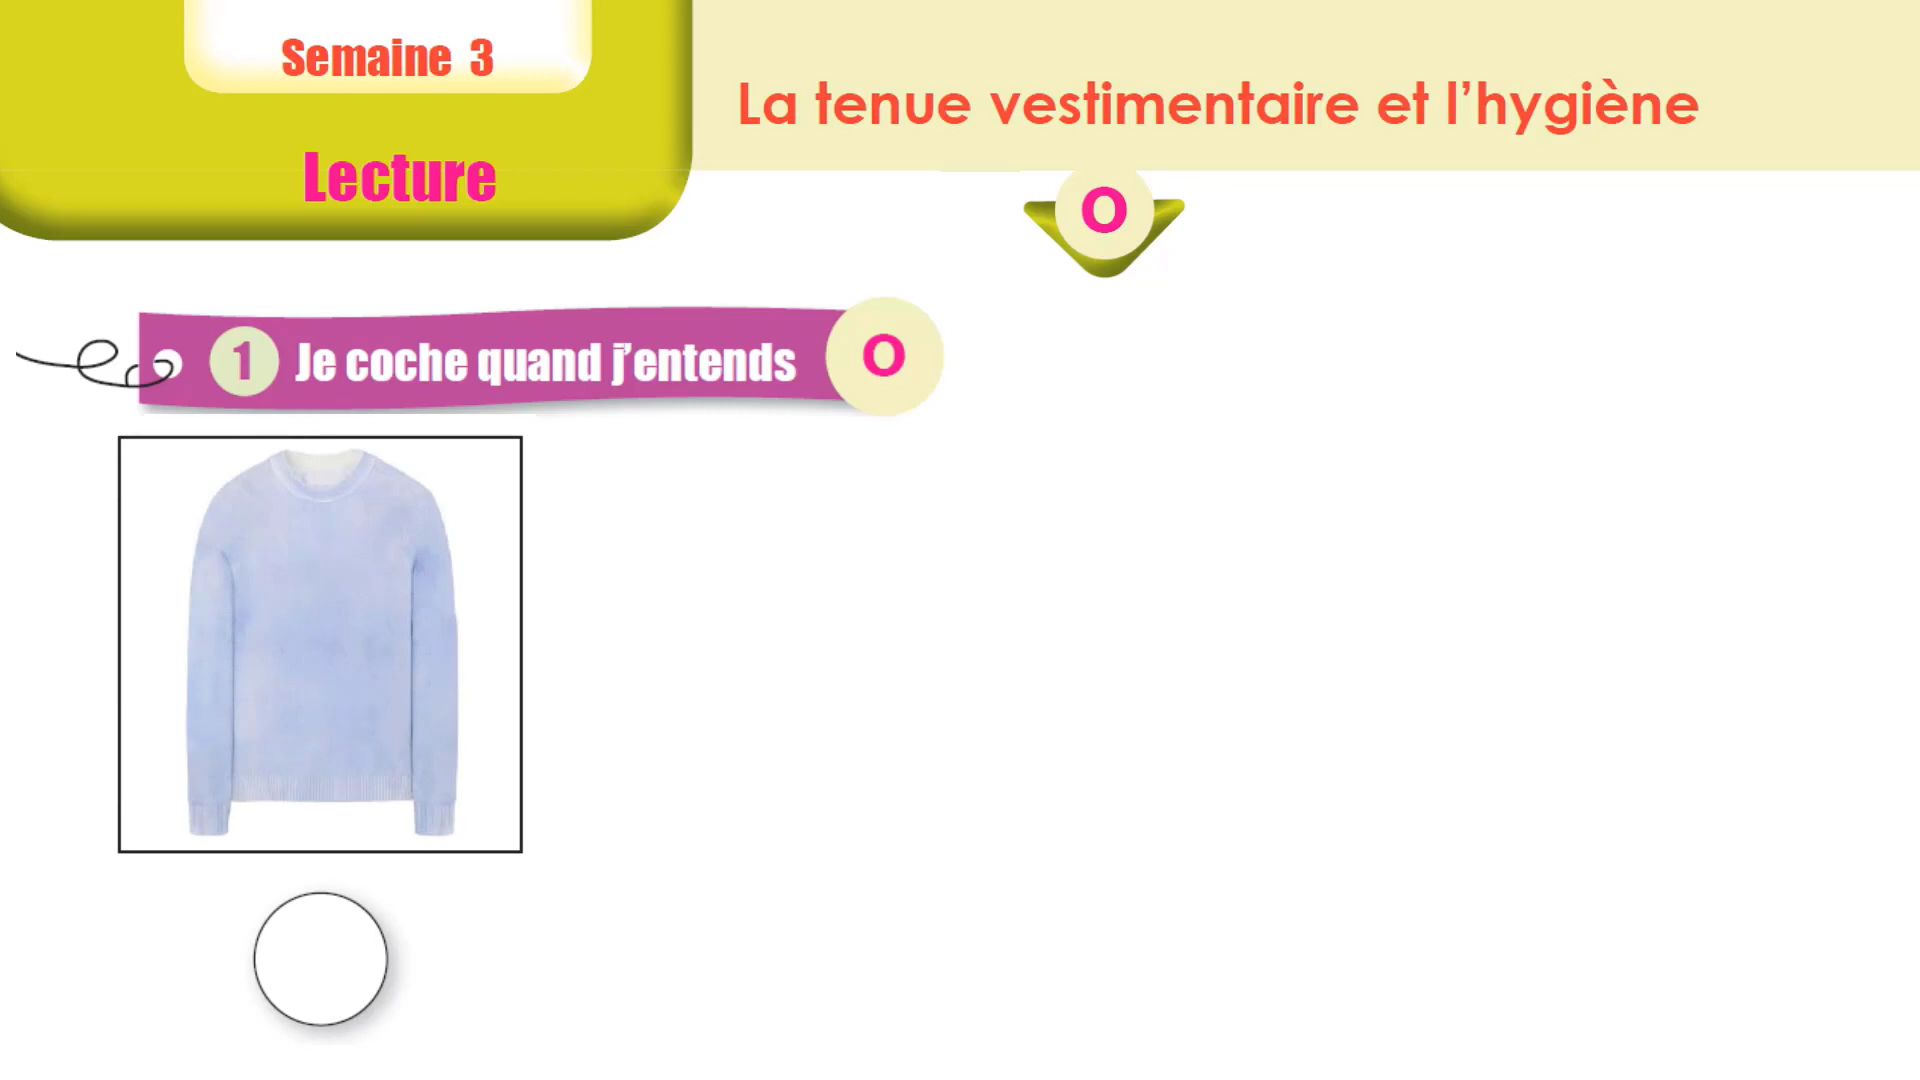 Semaine 3
La tenue vestimentaire et l’hygiène
Lecture
o
1 Je coche quand j’entends o